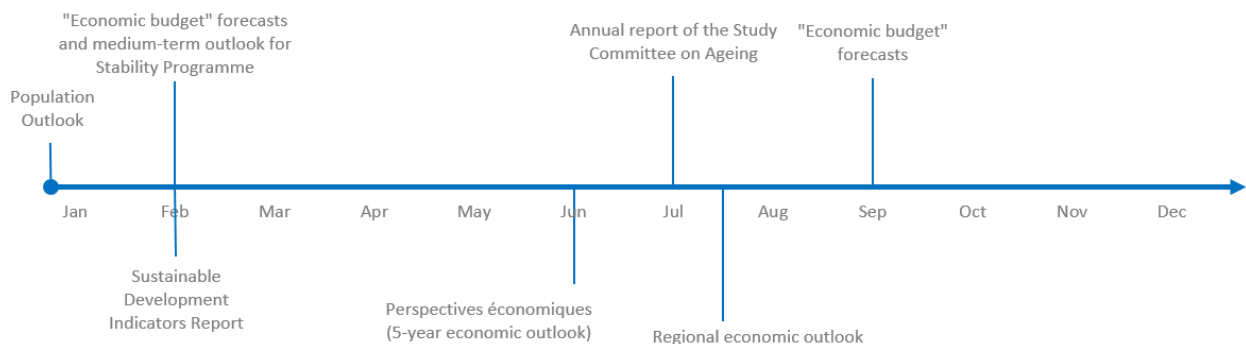 "Economic budget" forecasts
and medium-term outlook for
Stability Programme
Annual report of the Study
Committee on Ageing
"Economic budget"
forecasts
Population
Outlook
Jan Feb Mar Apr May Jun Jul Aug Sep Oct Nov Dec
Sustainable
Development
Indicators Report
Perspectives économiques
(5-year economic outlook)
Regional economic outlook